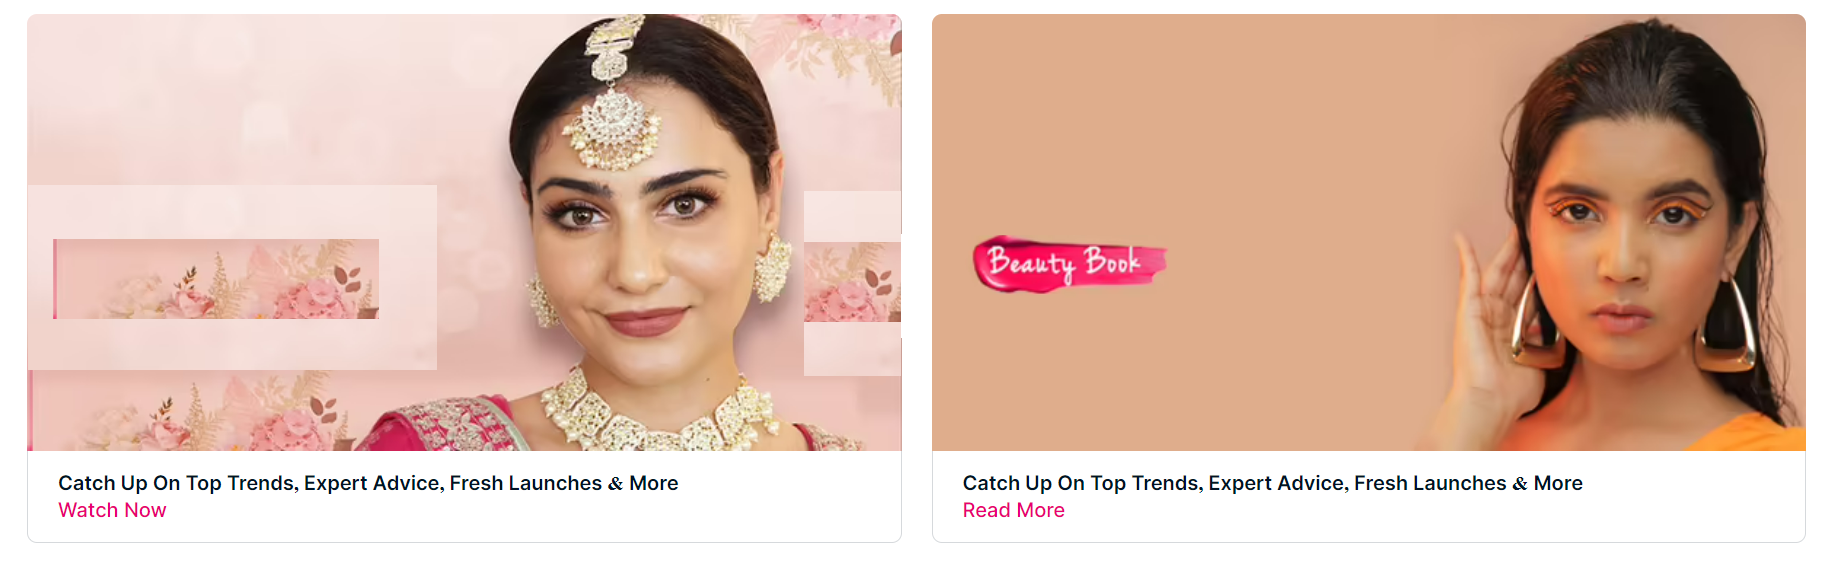 Beauty Book
Catch Up On Top Trends, Expert Advice, Fresh Launches & More
Watch Now
Catch Up On Top Trends, Expert Advice, Fresh Launches & More
Read More